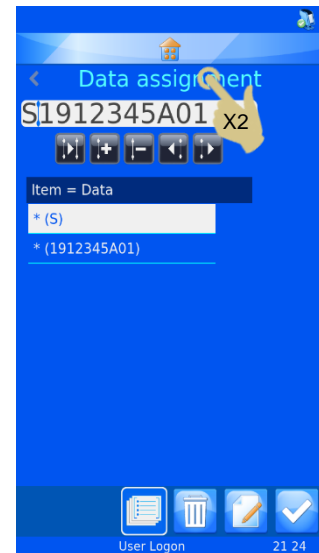 Data assignment
S1912345A01
X2
Item = Data
* (S)
* (1912345A01)
User Logon
21 24